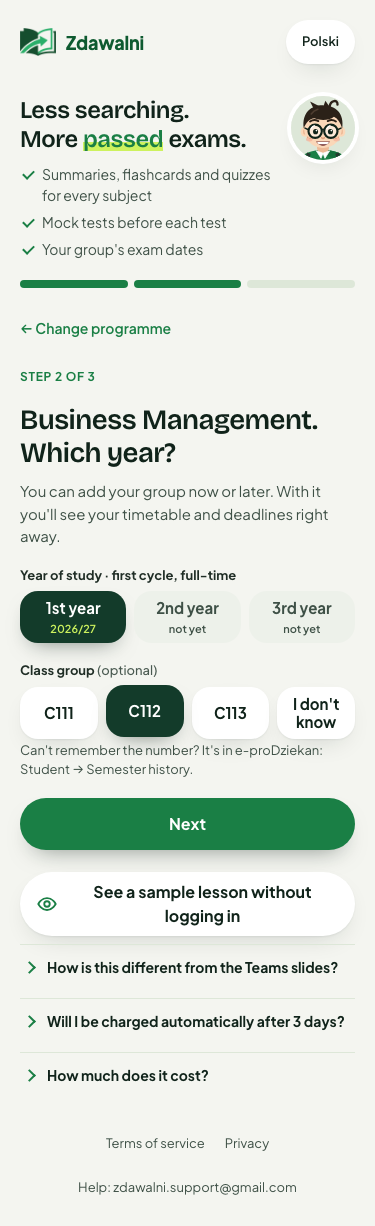 Zdawalni
Polski
Less searching.
More passed exams.
Summaries, flashcards and quizzes
for every subject
Mock tests before each test
Your group's exam dates
← Change programme
STEP 2 OF 3
Business Management.
Which year?
You can add your group now or later. With it
you'll see your timetable and deadlines right
away.
Year of study · first cycle, full-time
1st year
2026/27
2nd year
not yet
3rd year
not yet
Class group (optional)
C111
C112
C113
I don't
know
Can't remember the number? It's in e-proDziekan:
Student → Semester history.
Next
See a sample lesson without
logging in
How is this different from the Teams slides?
Will I be charged automatically after 3 days?
How much does it cost?
Terms of service
Privacy
Help: zdawalni.support@gmail.com